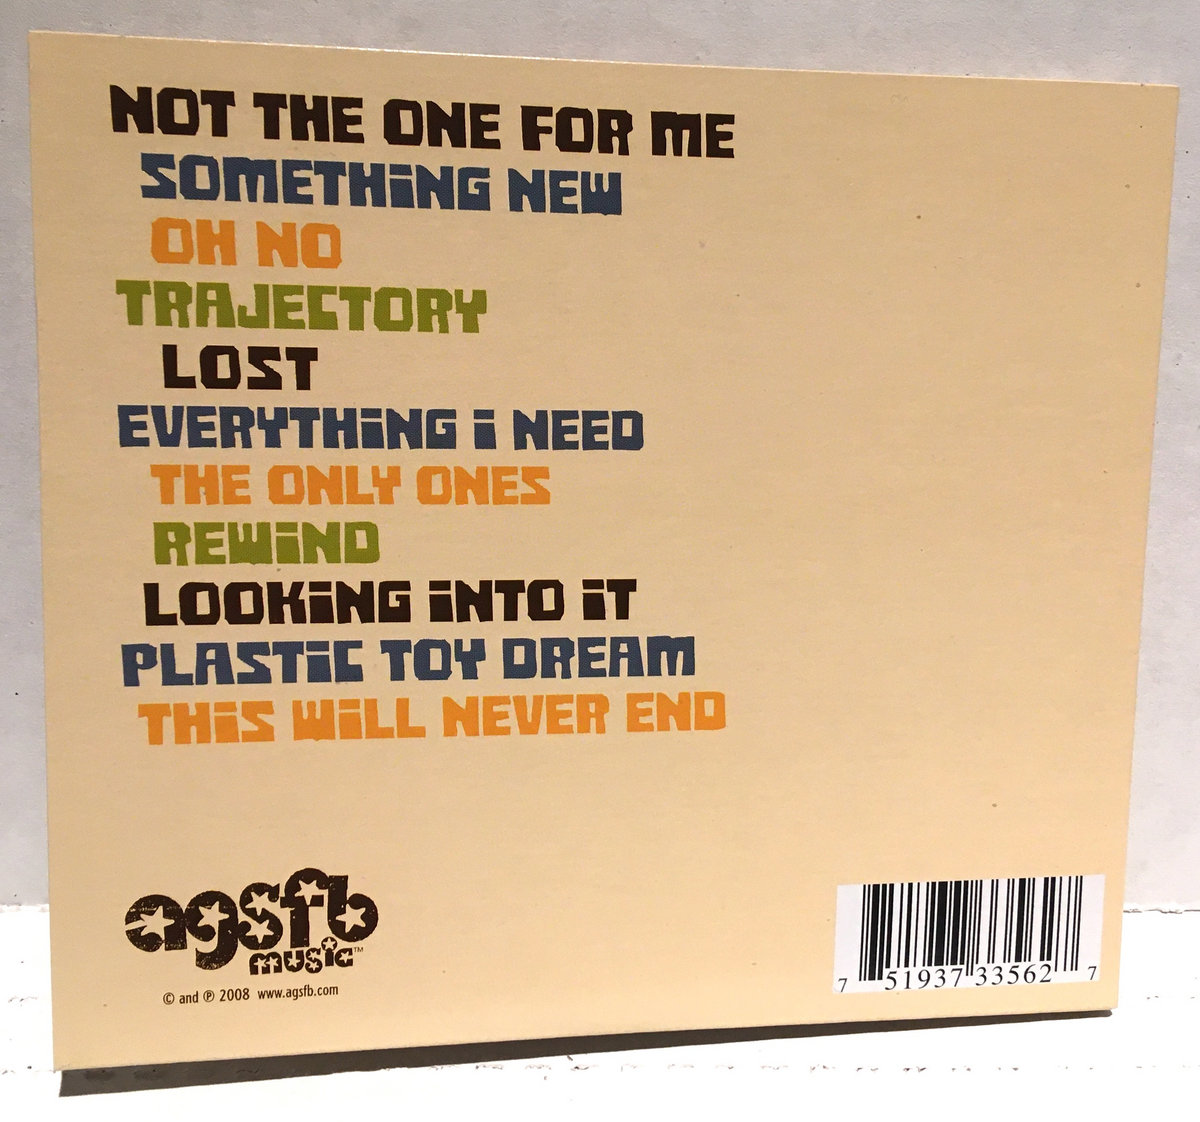 NOT THE ONE FOR ME
SOMETHiNG NEW
OH NO
TRAJECTORY
LOST
EVERYTHiNG i NEED
THE ONLY ONES
REWiND
LOOKiNG iNTO iT
PLASTiC TOY DREAM
THiS WiLL NEVER END
agsfb
music™
© and ℗ 2008 www.agsfb.com
7 51937 33562 7